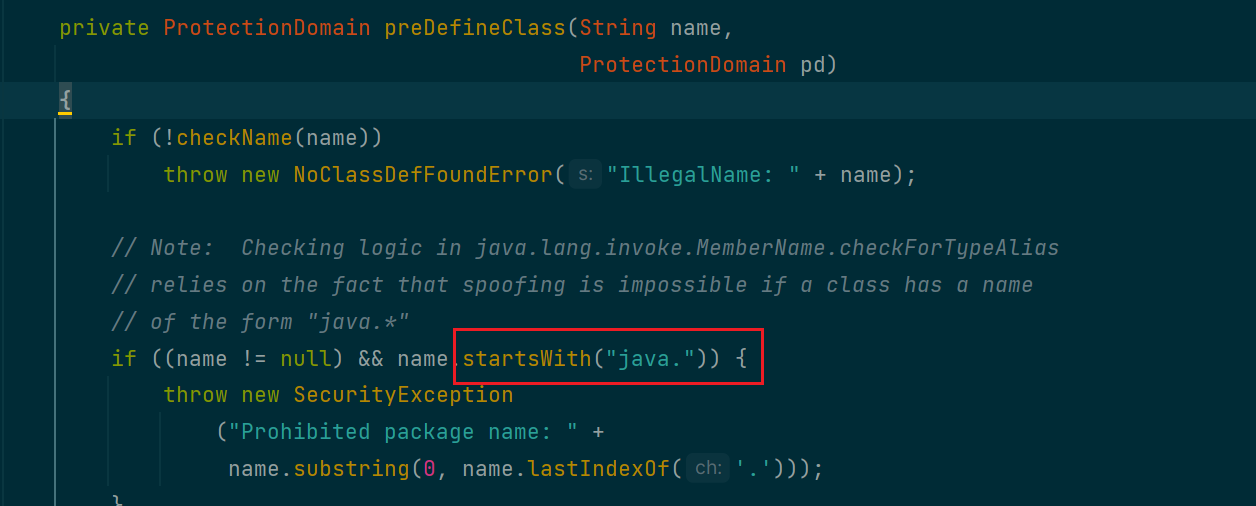 private ProtectionDomain preDefineClass(String name,
ProtectionDomain pd)
{
if (!checkName(name))
throw new NoClassDefFoundError( s: "IllegalName: " + name);
// Note:  Checking logic in java.lang.invoke.MemberName.checkForTypeAlias
// relies on the fact that spoofing is impossible if a class has a name
// of the form "java.*"
if ((name != null) && name.startsWith("java.")) {
throw new SecurityException
("Prohibited package name: " +
name.substring(0, name.lastIndexOf( ch: '.')));
}